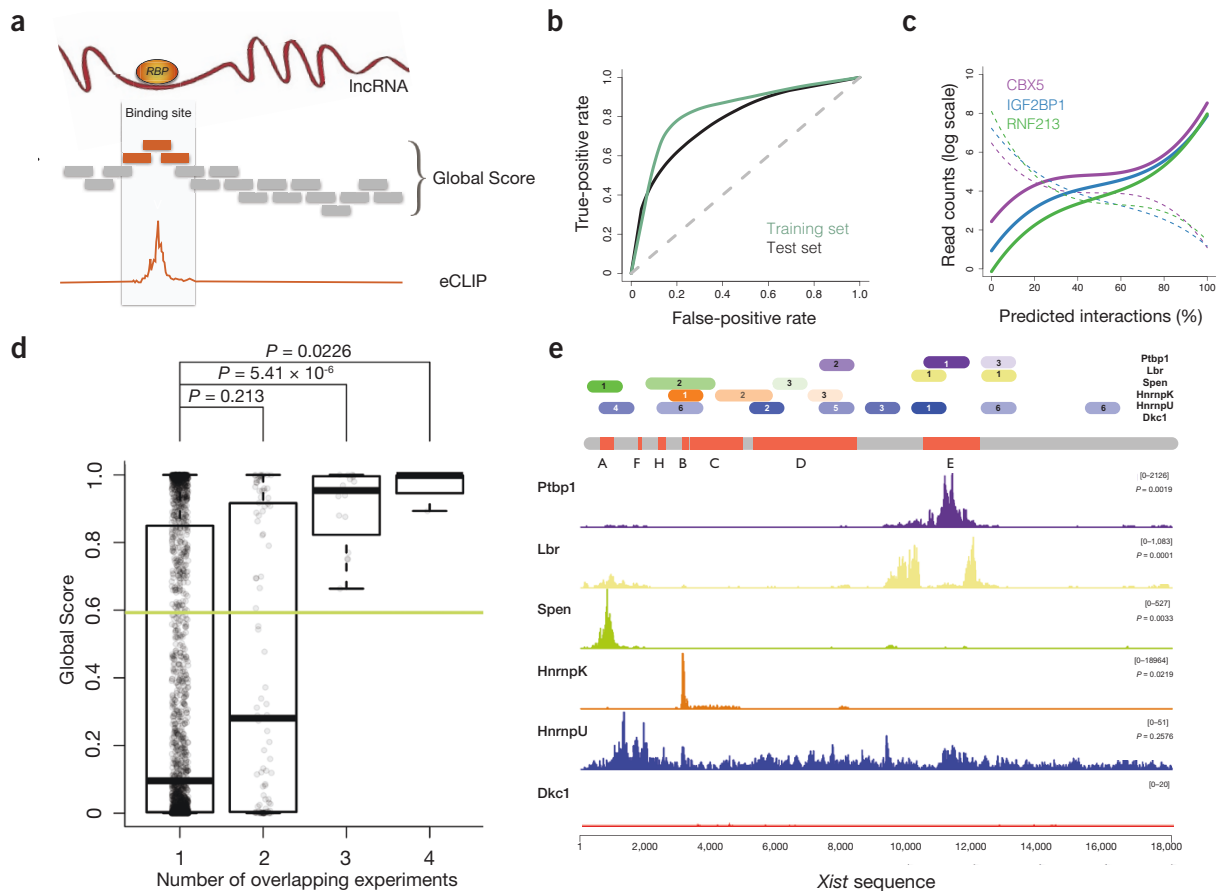 a
RBP
lncRNA
Binding site
Global Score
eCLIP
b
True-positive rate
1.0
0.8
0.6
0.4
0.2
0
Training set
Test set
0 0.2 0.4 0.6 0.8 1.0
False-positive rate
c
Read counts (log scale)
10
8
6
4
2
0
CBX5
IGF2BP1
RNF213
0 20 40 60 80 100
Predicted interactions (%)
d
P = 0.0226
P = 5.41 × 10-6
P = 0.213
Global Score
1.0
0.8
0.6
0.4
0.2
0
1 2 3 4
Number of overlapping experiments
e
2 1 3 Ptbp1
1 1 Lbr
1 2 3 Spen
1 2 3 HnrnpK
4 6 2 5 3 1 6 6 HnrnpU
Dkc1
A F H B C D E
Ptbp1 [0–2126]
P = 0.0019
Lbr [0–1,083]
P = 0.0001
Spen [0–527]
P = 0.0033
HnrnpK [0–18964]
P = 0.0219
HnrnpU [0–51]
P = 0.2576
Dkc1 [0–20]
1 2,000 4,000 6,000 8,000 10,000 12,000 14,000 16,000 18,000
Xist sequence